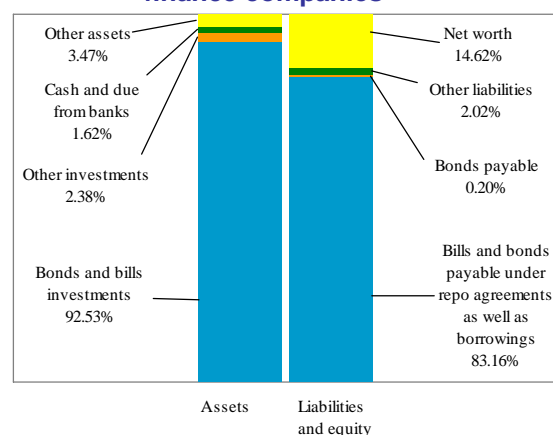 finance companies
Other assets
3.47%
Cash and due
from banks
1.62%
Other investments
2.38%
Bonds and bills
investments
92.53%
Net worth
14.62%
Other liabilities
2.02%
Bonds payable
0.20%
Bills and bonds
payable under
repo agreements
as well as
borrowings
83.16%
Assets
Liabilities
and equity